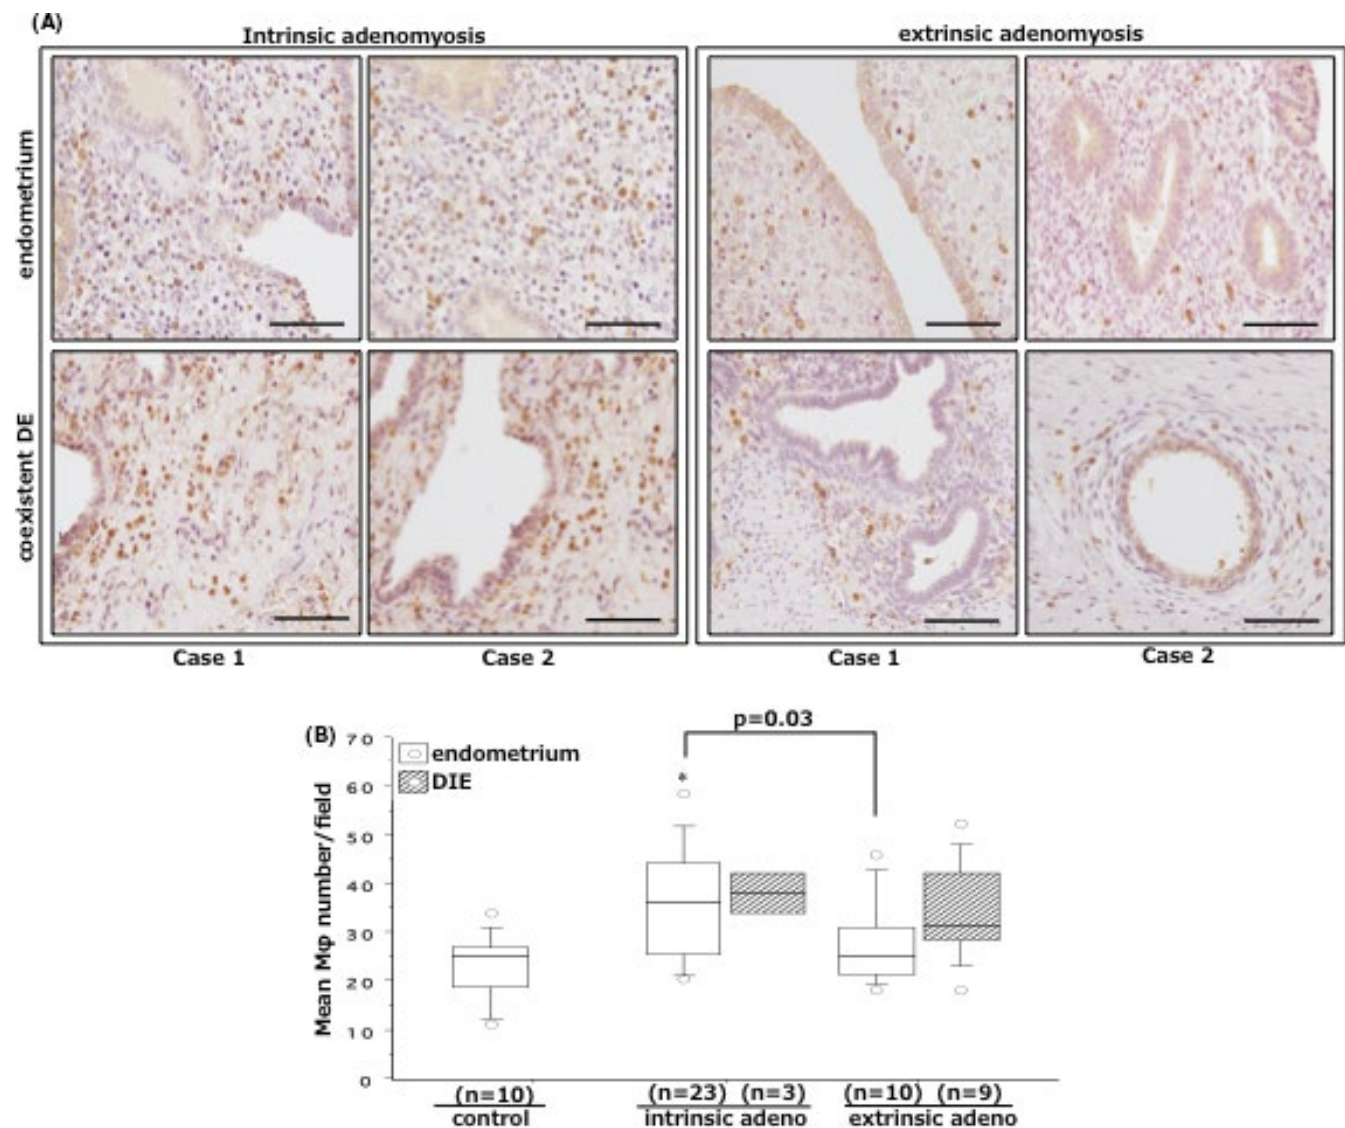 (A)
Intrinsic adenomyosis
extrinsic adenomyosis
endometrium
coexistent DE
Case 1
Case 2
Case 1
Case 2
(B)
p=0.03
Mean Mφ number/field
70
60
50
40
30
20
10
0
endometrium
DIE
*
(n=10)
(n=23) (n=3)
(n=10) (n=9)
control
intrinsic adeno
extrinsic adeno